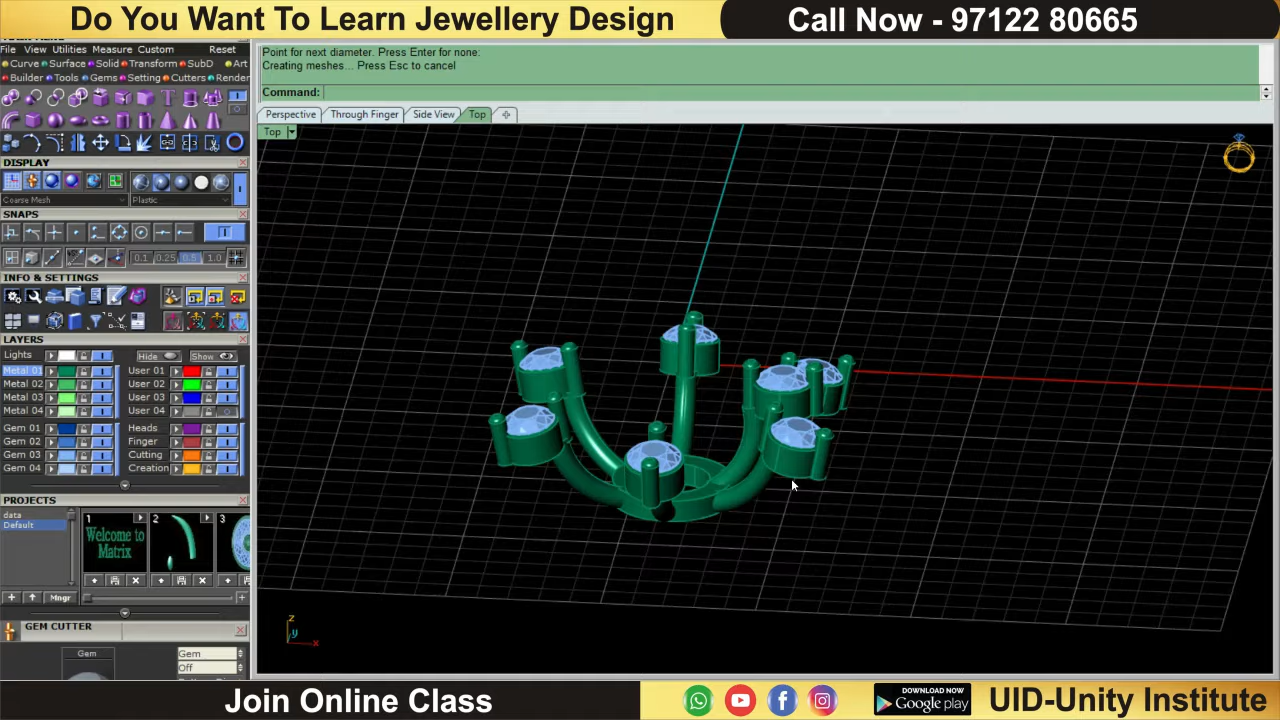 Do You Want To Learn Jewellery Design
Call Now - 97122 80665
File View Utilities Measure Custom Reset
Curve Surface Solid Transform SubD Art
Builder Tools Gems Setting Cutters Render
DISPLAY
Coarse Mesh
Plastic
SNAPS
0.1 0.25 0.5 1.0
INFO & SETTINGS
LAYERS
Lights Hide Show
Metal 01 User 01
Metal 02 User 02
Metal 03 User 03
Metal 04 User 04
Gem 01 Heads
Gem 02 Finger
Gem 03 Cutting
Gem 04 Creation
PROJECTS
data
Default
1
Welcome to
Matrix
2
3
Mngr
GEM CUTTER
Gem
Gem
Off
Point for next diameter. Press Enter for none:
Creating meshes... Press Esc to cancel
Command:
Perspective Through Finger Side View Top
Top
z
y
x
Join Online Class
DOWNLOAD NOW
Google play
UID-Unity Institute